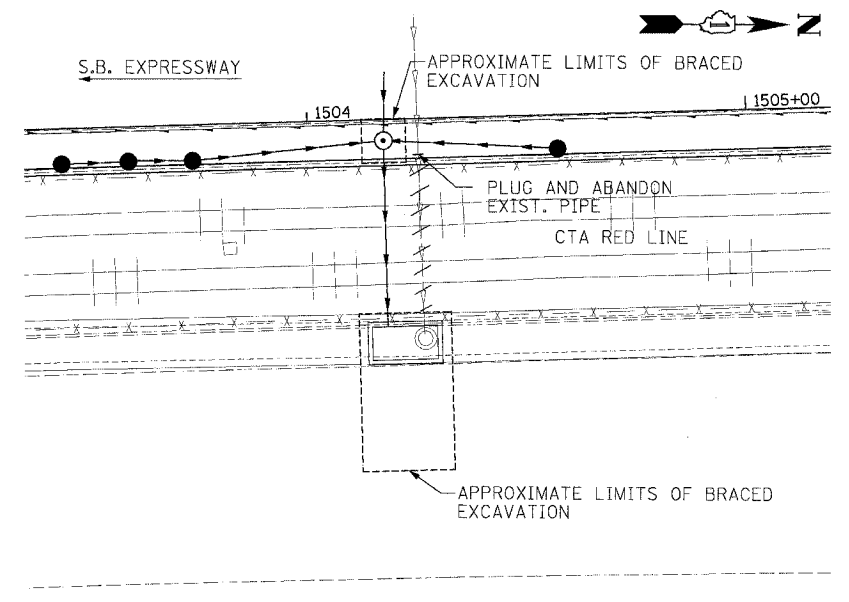 N
S.B. EXPRESSWAY
APPROXIMATE LIMITS OF BRACED
EXCAVATION
1504
1505+00
PLUG AND ABANDON
EXIST. PIPE
CTA RED LINE
APPROXIMATE LIMITS OF BRACED
EXCAVATION